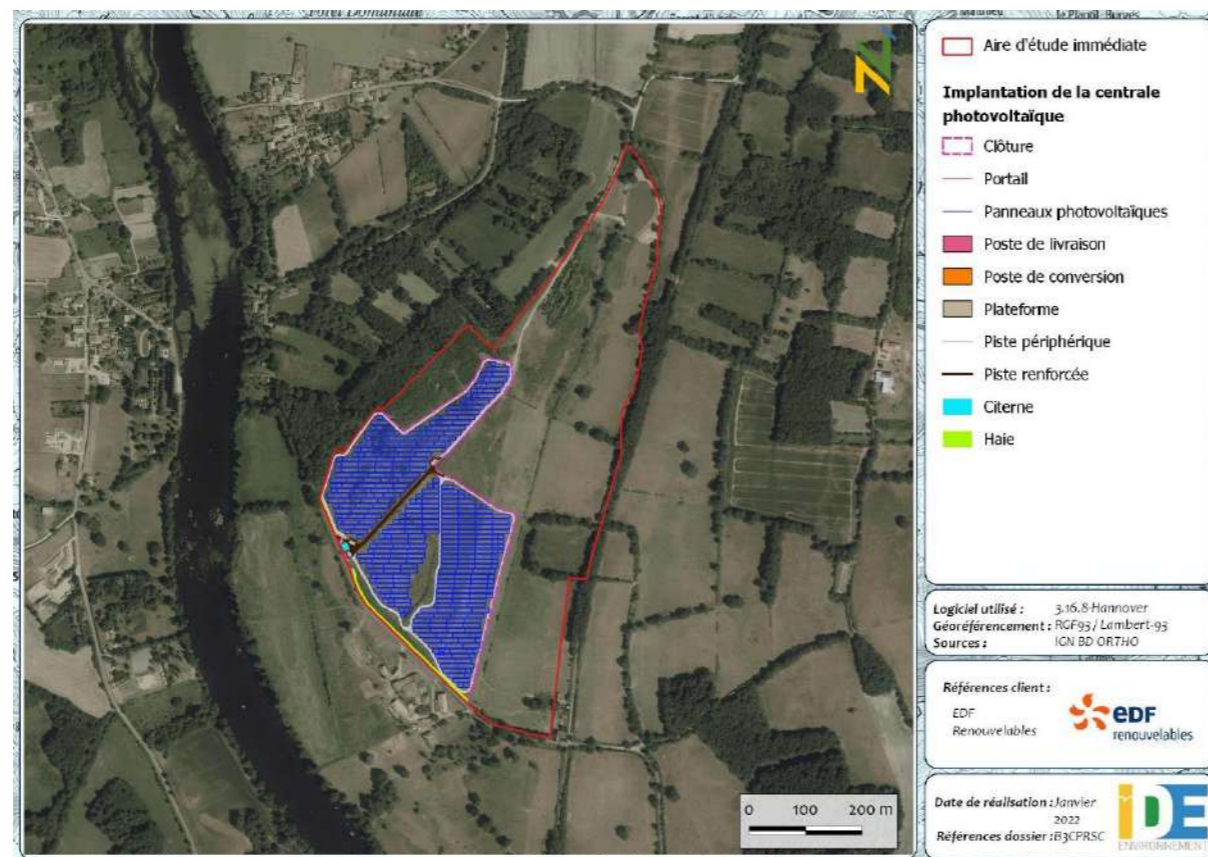 Forêt Domaniale
Aire d'étude immédiate
Implantation de la centrale
photovoltaïque
Clôture
Portail
Panneaux photovoltaïques
Poste de livraison
Poste de conversion
Plateforme
Piste périphérique
Piste renforcée
Citerne
Haie
Logiciel utilisé : 3.16.8-Hannover
Géoréférencement : RGF93 / Lambert-93
Sources : IGN BD ORTHO
Références client :
EDF
Renouvelables
edf
renouvelables
Date de réalisation : Janvier
2022
Références dossier : B3CPRSC
iDE
ENVIRONNEMENT
0 100 200 m